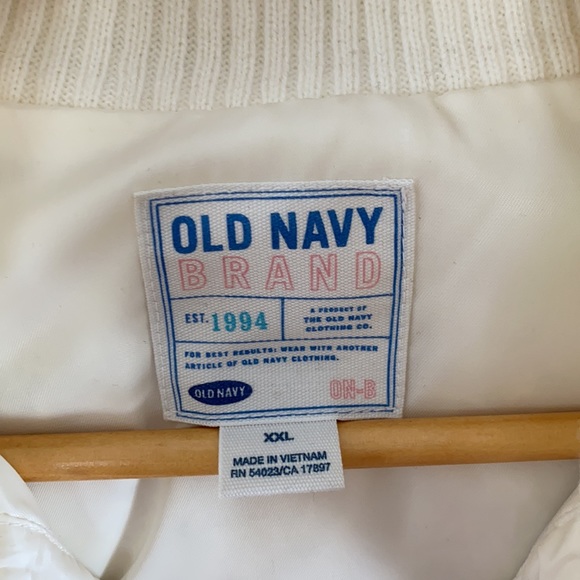 OLD NAVY
BRAND
EST. 1994
A PRODUCT OF
THE OLD NAVY
CLOTHING CO.
FOR BEST RESULTS: WEAR WITH ANOTHER
ARTICLE OF OLD NAVY CLOTHING.
OLD NAVY
ON-B
XXL
MADE IN VIETNAM
RN 54023/CA 17897